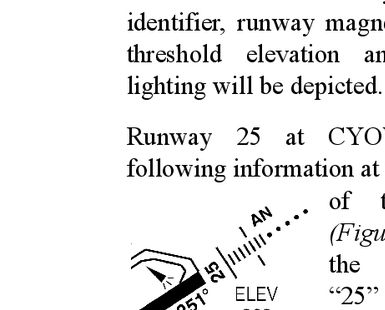 identifier, runway magn
threshold elevation an
lighting will be depicted.
Runway 25 at CYO
following information at
of t
(Figu
the
"25"
AN
25
251°
ELEV